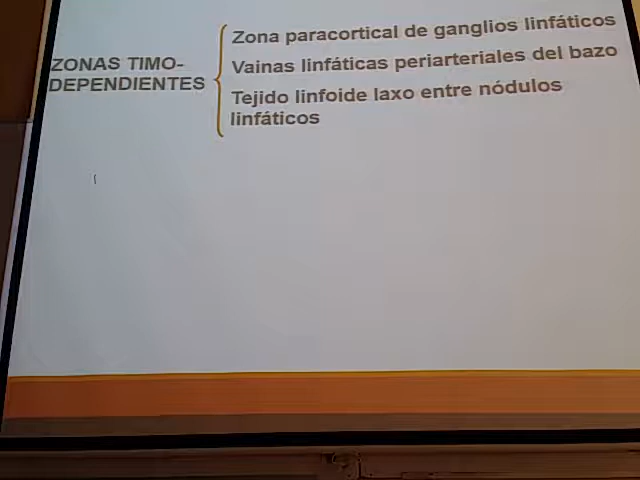 ZONAS TIMO-
DEPENDIENTES
Zona paracortical de ganglios linfáticos
Vainas linfáticas periarteriales del bazo
Tejido linfoide laxo entre nódulos
linfáticos